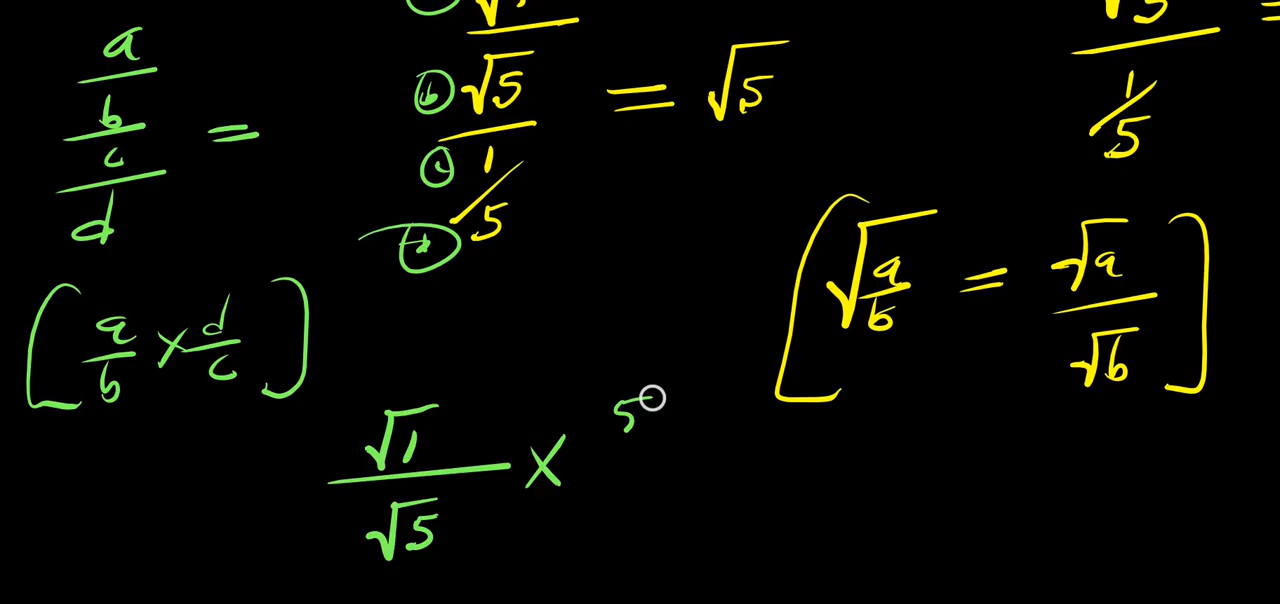 a/b/c/d =
ⓑ √5 / ⓒ 1/5 ⓓ = √5
1/5
[a/b × d/c]
[√(a/b) = √a/√b]
√1/√5 × 5